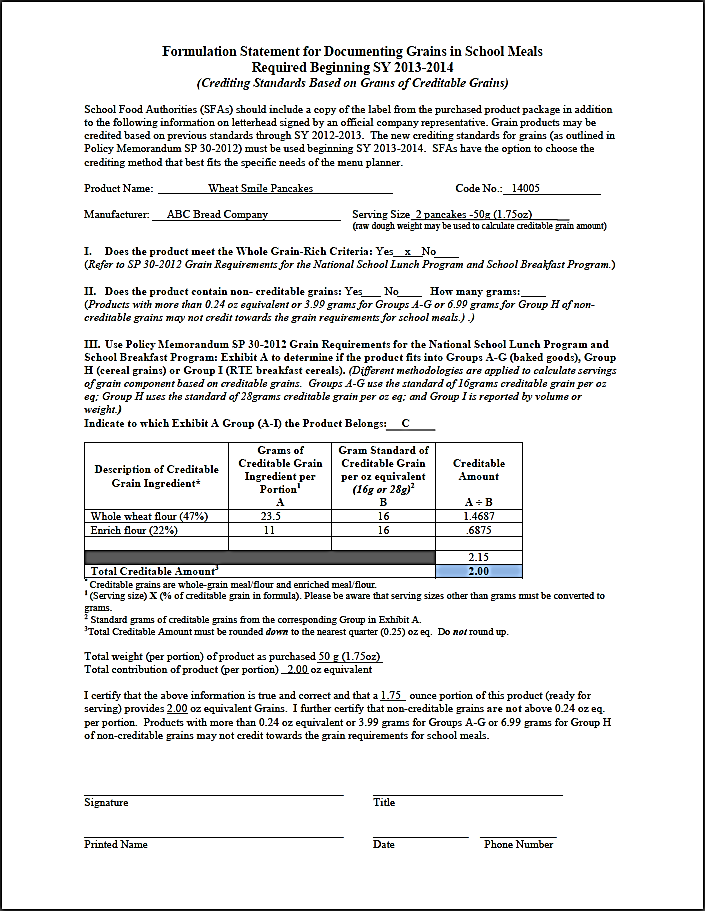 Formulation Statement for Documenting Grains in School Meals
Required Beginning SY 2013-2014
(Crediting Standards Based on Grams of Creditable Grains)
School Food Authorities (SFAs) should include a copy of the label from the purchased product package in addition
to the following information on letterhead signed by an official company representative. Grain products may be
credited based on previous standards through SY 2012-2013. The new crediting standards for grains (as outlined in
Policy Memorandum SP 30-2012) must be used beginning SY 2013-2014. SFAs have the option to choose the
crediting method that best fits the specific needs of the menu planner.
Product Name: Wheat Smile Pancakes Code No.: 14005
Manufacturer: ABC Bread Company Serving Size 2 pancakes -50g (1.75oz)
(raw dough weight may be used to calculate creditable grain amount)
I. Does the product meet the Whole Grain-Rich Criteria: Yes x No
(Refer to SP 30-2012 Grain Requirements for the National School Lunch Program and School Breakfast Program.)
II. Does the product contain non- creditable grains: Yes No How many grams:
(Products with more than 0.24 oz equivalent or 3.99 grams for Groups A-G or 6.99 grams for Group H of non-
creditable grains may not credit towards the grain requirements for school meals.) .)
III. Use Policy Memorandum SP 30-2012 Grain Requirements for the National School Lunch Program and
School Breakfast Program: Exhibit A to determine if the product fits into Groups A-G (baked goods), Group
H (cereal grains) or Group I (RTE breakfast cereals). (Different methodologies are applied to calculate servings
of grain component based on creditable grains. Groups A-G use the standard of 16grams creditable grain per oz
eq; Group H uses the standard of 28grams creditable grain per oz eq; and Group I is reported by volume or
weight.)
Indicate to which Exhibit A Group (A-I) the Product Belongs: C
Description of Creditable
Grain Ingredient*
Grams of
Creditable Grain
Ingredient per
Portion1
A
Gram Standard of
Creditable Grain
per oz equivalent
(16g or 28g)2
B
Creditable
Amount
A ÷ B
Whole wheat flour (47%) 23.5 16 1.4687
Enrich flour (22%) 11 16 .6875
2.15
Total Creditable Amount3 2.00
* Creditable grains are whole-grain meal/flour and enriched meal/flour.
1 (Serving size) X (% of creditable grain in formula). Please be aware that serving sizes other than grams must be converted to
grams.
2 Standard grams of creditable grains from the corresponding Group in Exhibit A.
3Total Creditable Amount must be rounded down to the nearest quarter (0.25) oz eq. Do not round up.
Total weight (per portion) of product as purchased 50 g (1.75oz)
Total contribution of product (per portion) 2.00 oz equivalent
I certify that the above information is true and correct and that a 1.75 ounce portion of this product (ready for
serving) provides 2.00 oz equivalent Grains. I further certify that non-creditable grains are not above 0.24 oz eq.
per portion. Products with more than 0.24 oz equivalent or 3.99 grams for Groups A-G or 6.99 grams for Group H
of non-creditable grains may not credit towards the grain requirements for school meals.
Signature Title
Printed Name Date Phone Number